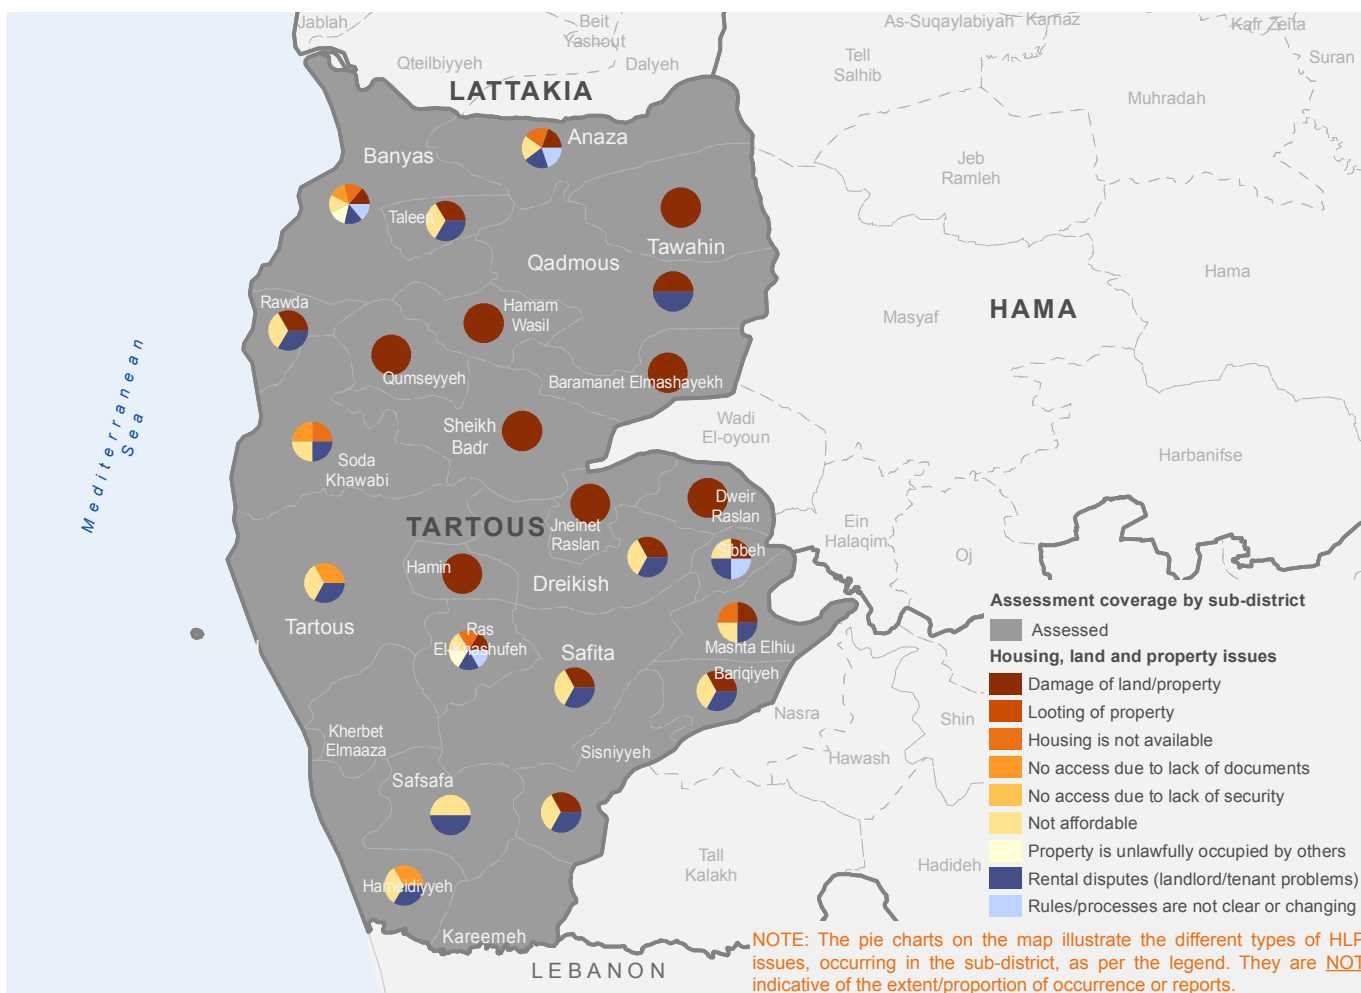 Jablah
Beit
Yashout
As-Suqaylabiyah
Karnaz
Kafr Zeita
Qteilbiyyeh
Dalyeh
Tell
Salhib
Suran
LATTAKIA
Muhradah
Anaza
Banyas
Jeb
Ramleh
Taleen
Tawahin
Qadmous
Hama
Rawda
Hamam
Wasil
HAMA
Masyaf
Qumseyyeh
Baramanet Elmashayekh
Mediterranean
Sea
Sheikh
Badr
Wadi
El-oyoun
Soda
Khawabi
Harbanifse
Dweir
Raslan
TARTOUS
Jneinet
Raslan
Ein
Halaqim
Oj
Sibbeh
Hamin
Dreikish
Tartous
Ras
El-Khashufeh
Mashta Elhiu
Safita
Bariqiyeh
Nasra
Shin
Kherbet
Elmaaza
Sisniyyeh
Hawash
Safsafa
Tall
Kalakh
Hadideh
Hameidiyyeh
Kareemeh
LEBANON
Assessment coverage by sub-district
Assessed
Housing, land and property issues
Damage of land/property
Looting of property
Housing is not available
No access due to lack of documents
No access due to lack of security
Not affordable
Property is unlawfully occupied by others
Rental disputes (landlord/tenant problems)
Rules/processes are not clear or changing
NOTE: The pie charts on the map illustrate the different types of HLP
issues, occurring in the sub-district, as per the legend. They are NOT
indicative of the extent/proportion of occurrence or reports.